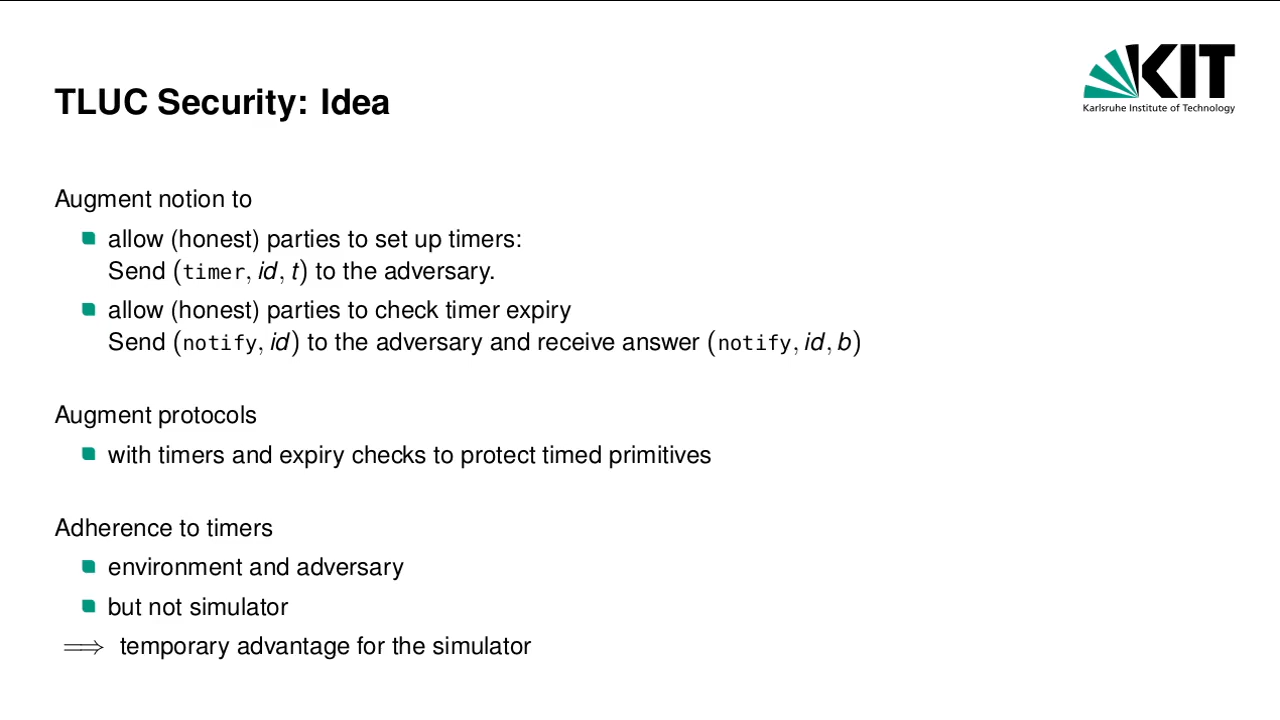 KIT
Karlsruhe Institute of Technology
TLUC Security: Idea
Augment notion to
allow (honest) parties to set up timers:
Send (timer, id, t) to the adversary.
allow (honest) parties to check timer expiry
Send (notify, id) to the adversary and receive answer (notify, id, b)
Augment protocols
with timers and expiry checks to protect timed primitives
Adherence to timers
environment and adversary
but not simulator
⟹ temporary advantage for the simulator